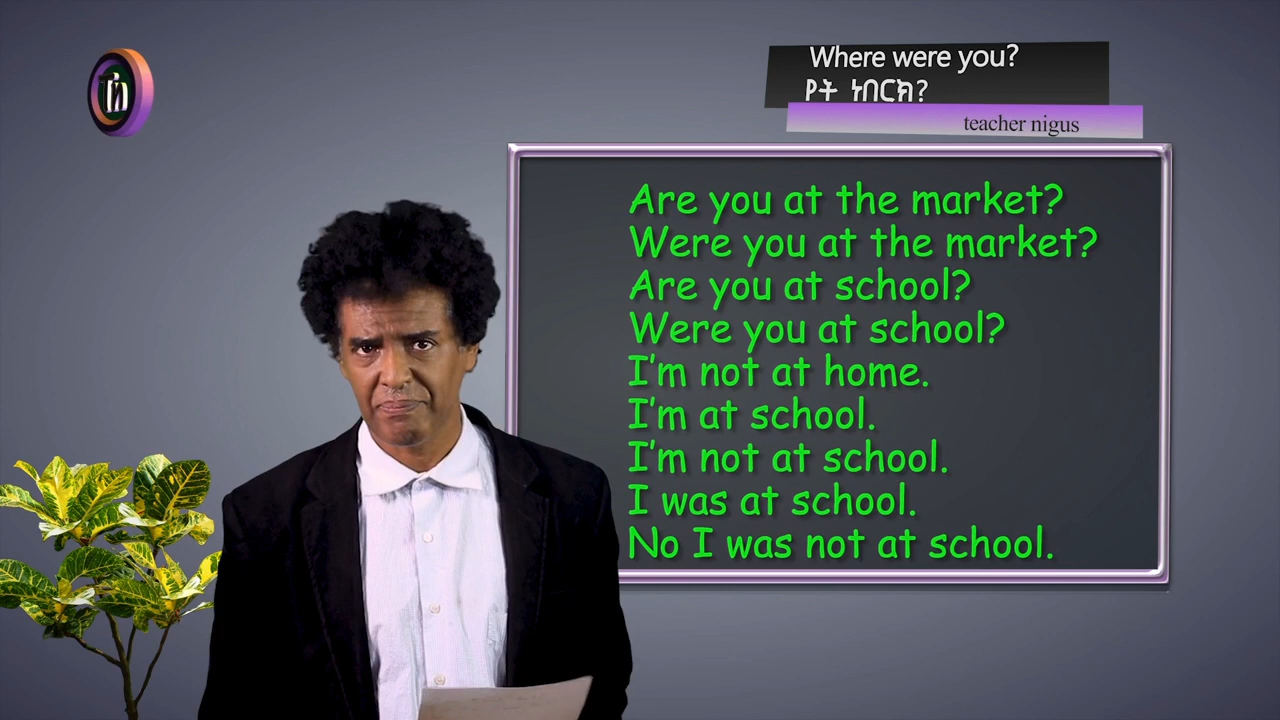 Where were you?
የት ነበርክ?
teacher nigus
Are you at the market?
Were you at the market?
Are you at school?
Were you at school?
I'm not at home.
I'm at school.
I'm not at school.
I was at school.
No I was not at school.